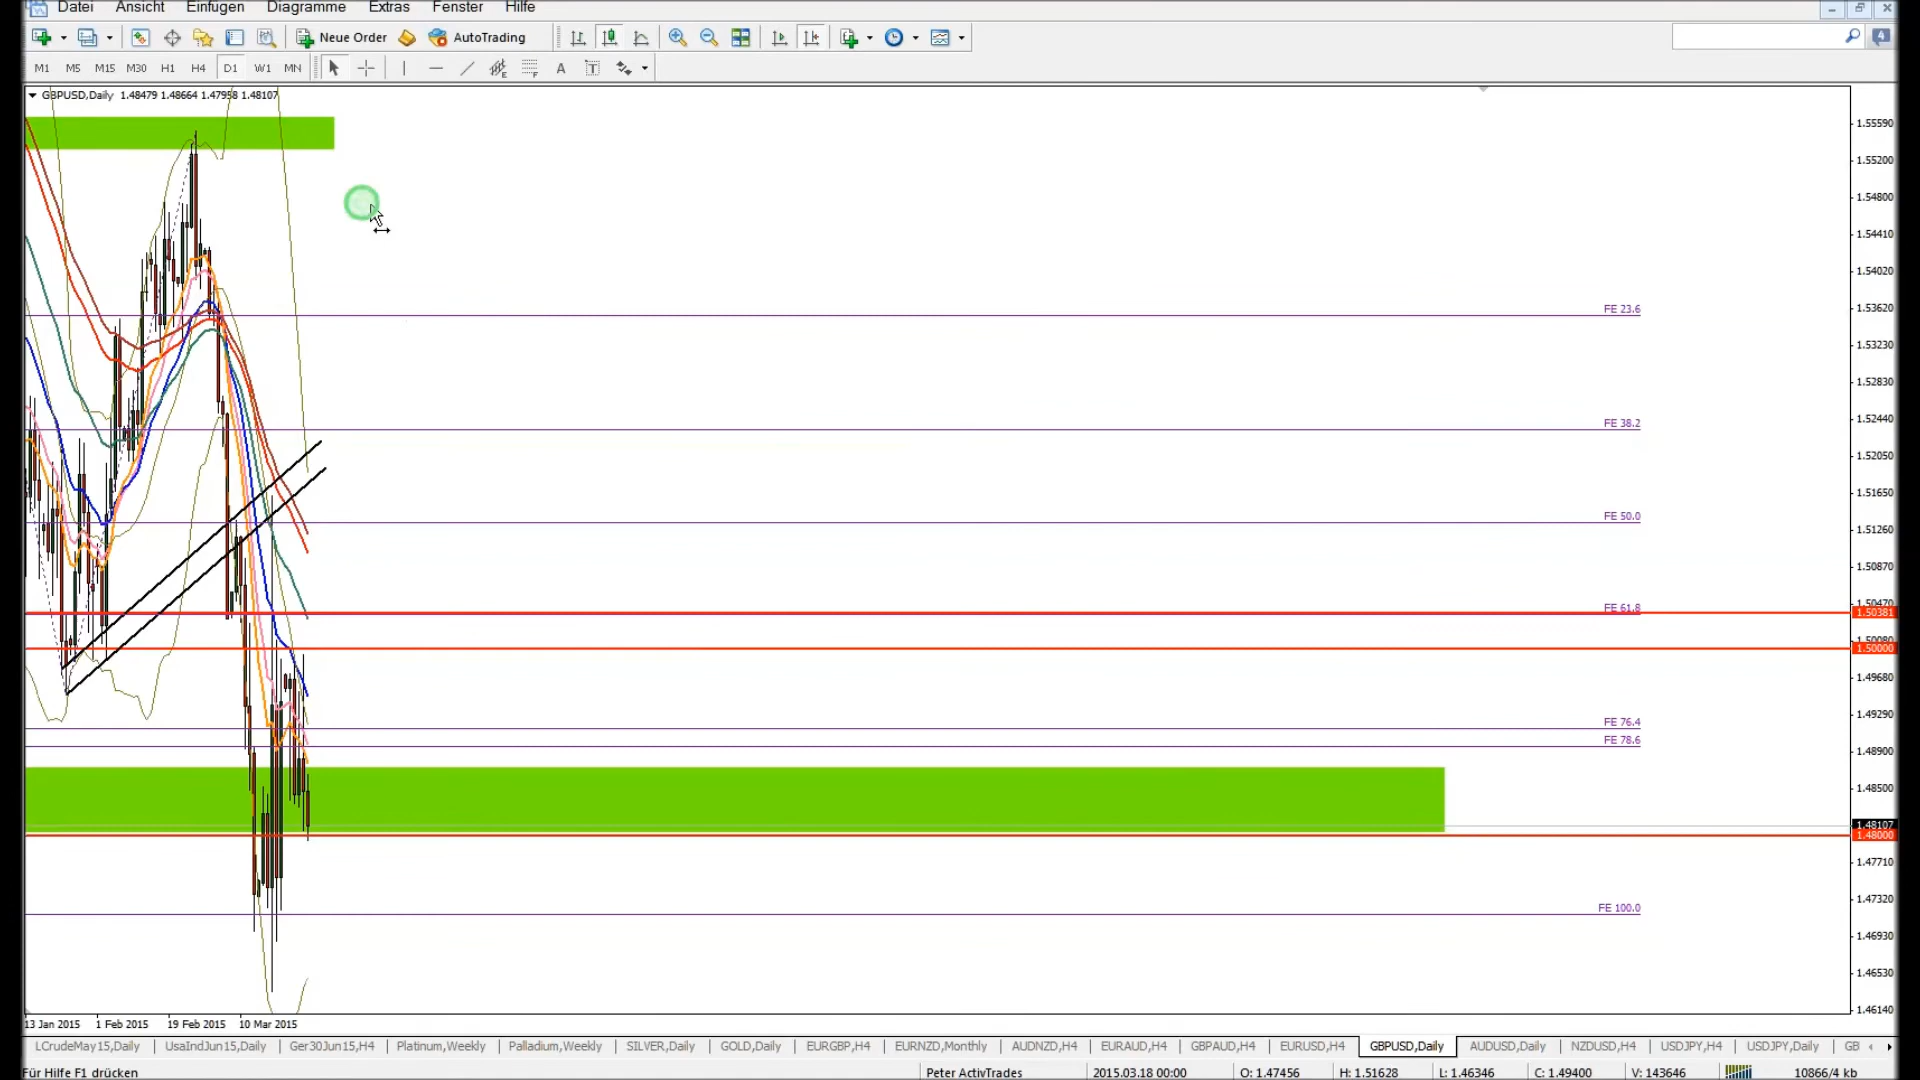 Datei Ansicht Einfügen Diagramme Extras Fenster Hilfe
Neue Order AutoTrading
4
M1 M5 M15 M30 H1 H4 D1 W1 MN A T
GBPUSD,Daily 1.48479 1.48664 1.47958 1.48107
1.55590
1.55200
1.54800
1.54410
1.54020
FE 23.6
1.53620
1.53230
1.52830
FE 38.2
1.52440
1.52050
1.51650
FE 50.0
1.51260
1.50870
1.50470
FE 61.8
1.50381
1.50080
1.50000
1.49680
FE 76.4
1.49290
FE 78.6
1.48900
1.48500
1.48107
1.48000
1.47710
1.47320
FE 100.0
1.46930
1.46530
1.46140
13 Jan 2015 1 Feb 2015 19 Feb 2015 10 Mar 2015
LCrudeMay15,Daily UsaIndJun15,Daily Ger30Jun15,H4 Platinum,Weekly Palladium,Weekly SILVER,Daily GOLD,Daily EURGBP,H4 EURNZD,Monthly AUDNZD,H4 EURAUD,H4 GBPAUD,H4 EURUSD,H4 GBPUSD,Daily AUDUSD,Daily NZDUSD,H4 USDJPY,H4 USDJPY,Daily GB
Für Hilfe F1 drücken Peter ActivTrades 2015.03.18 00:00 O: 1.47456 H: 1.51628 L: 1.46346 C: 1.49400 V: 143646 10866/4 kb